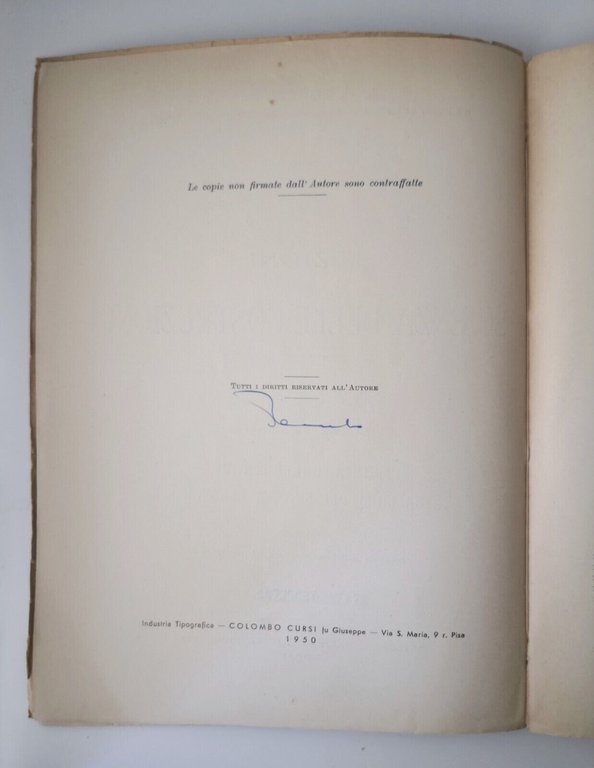 Le copie non firmate dall' Autore sono contraffatte
Tutti i diritti riservati all'Autore
Industria Tipografica — COLOMBO CURSI fu Giuseppe — Via S. Maria, 9 r. Pisa
1950